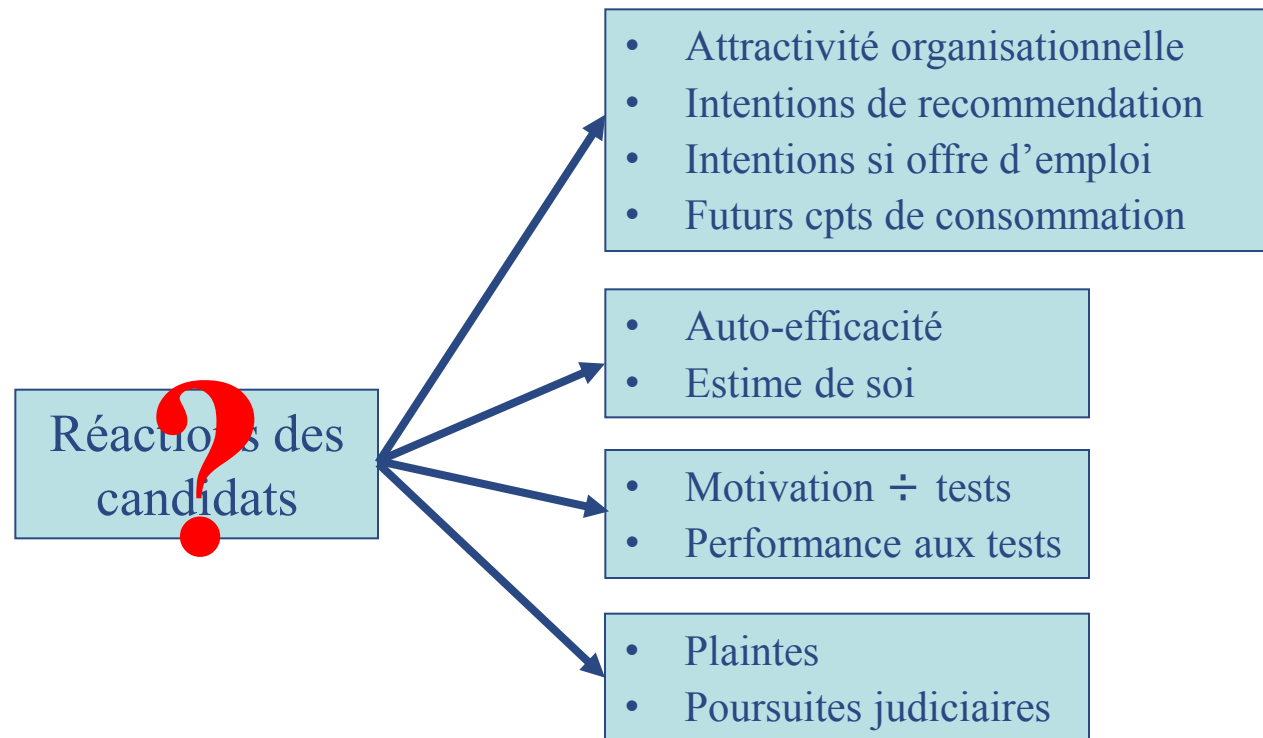 • Attractivité organisationnelle
• Intentions de recommendation
• Intentions si offre d’emploi
• Futurs cpts de consommation
• Auto-efficacité
• Estime de soi
Réactions des
candidats
?
• Motivation ÷ tests
• Performance aux tests
• Plaintes
• Poursuites judiciaires